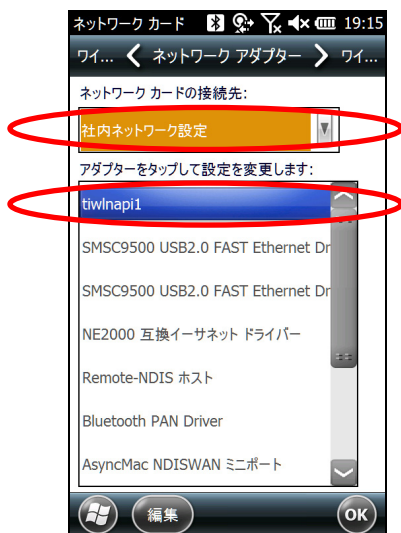 ネットワーク カード 19:15
ワイ... ネットワーク アダプター ワイ...
ネットワーク カードの接続先:
社内ネットワーク設定
アダプターをタップして設定を変更します:
tiwlnapi1
SMSC9500 USB2.0 FAST Ethernet Dr
SMSC9500 USB2.0 FAST Ethernet Dr
NE2000 互換イーサネット ドライバー
Remote-NDIS ホスト
Bluetooth PAN Driver
AsyncMac NDISWAN ミニポート
編集 OK